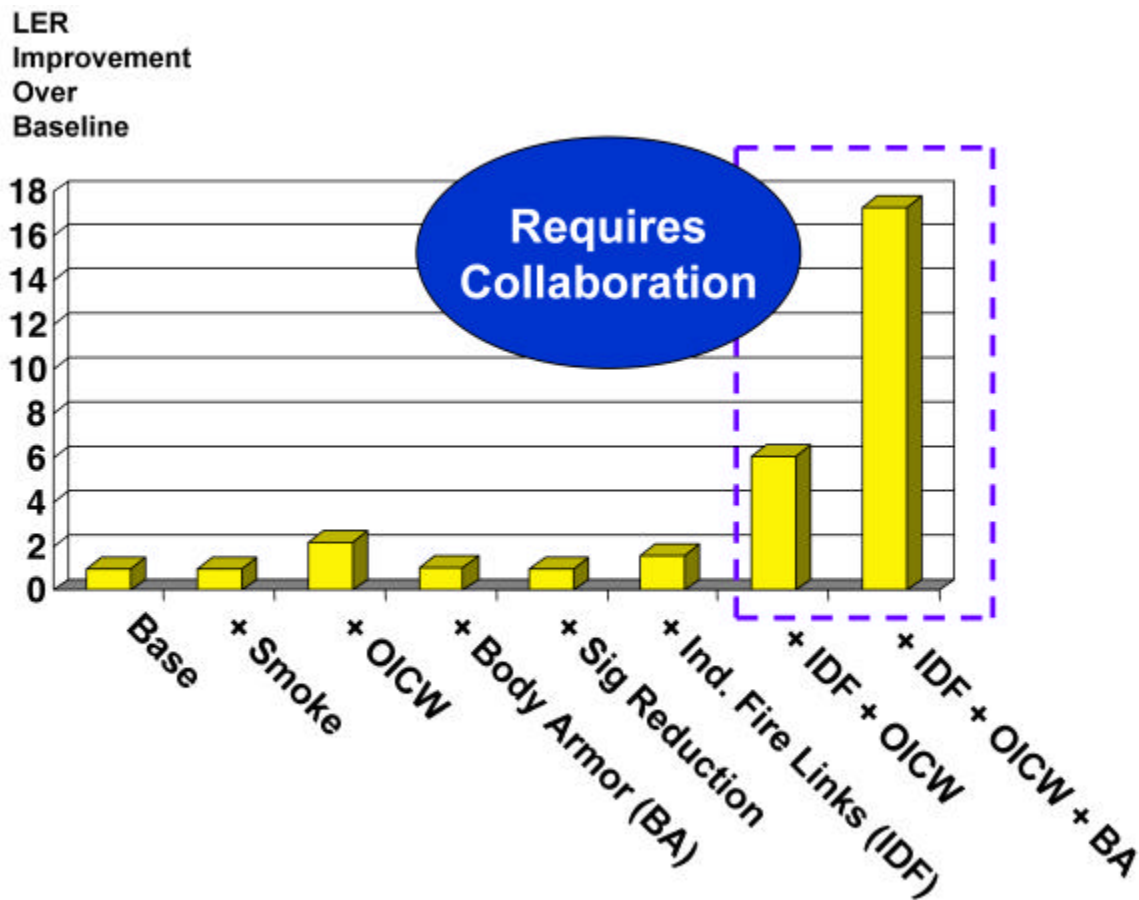 LER
Improvement
Over
Baseline
Requires
Collaboration
18
16
14
12
10
8
6
4
2
0
Base
+ Smoke
+ OICW
+ Body Armor (BA)
+ Sig Reduction
+ Ind. Fire Links (IDF)
+ IDF + OICW
+ IDF + OICW + BA